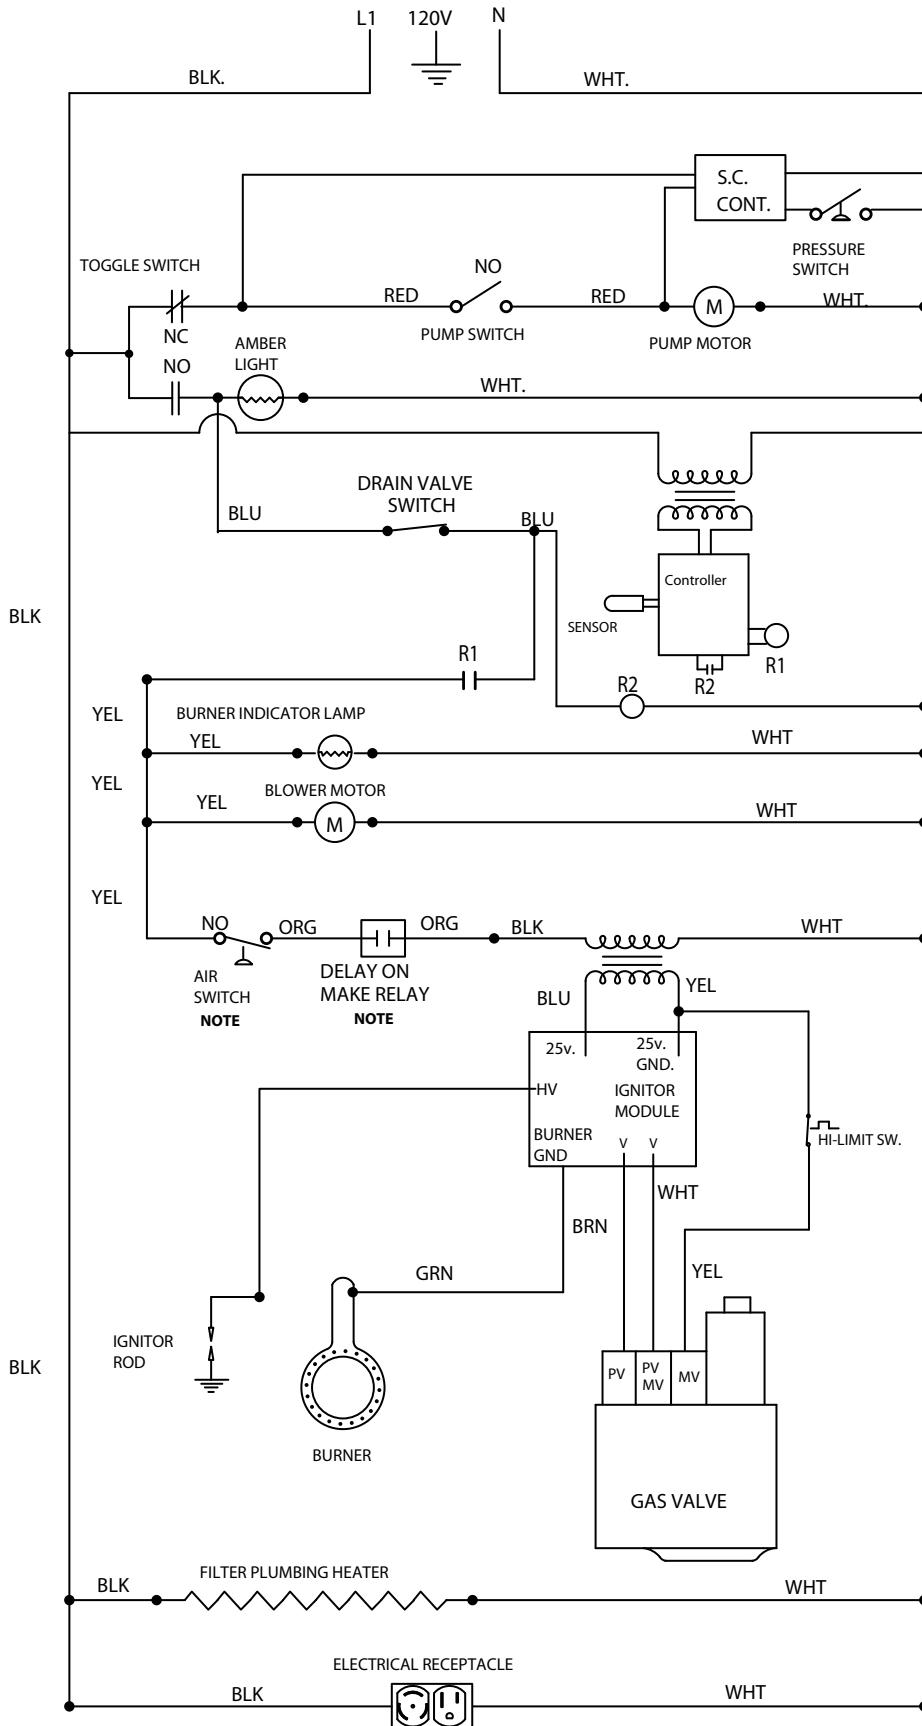 L1 120V N
BLK. WHT.
S.C.
CONT.
PRESSURE
SWITCH
TOGGLE SWITCH
NO
RED RED WHT.
M
NC
PUMP SWITCH
PUMP MOTOR
NO
AMBER
LIGHT
WHT.
DRAIN VALVE
SWITCH
BLU BLU
Controller
SENSOR
BLK
R1
R1
R2
R2
YEL
BURNER INDICATOR LAMP
YEL WHT
YEL
BLOWER MOTOR
YEL M WHT
YEL
NO ORG ORG BLK WHT
AIR
SWITCH
NOTE
DELAY ON
MAKE RELAY
NOTE
BLU YEL
25v. 25v.
GND.
HV
IGNITOR
MODULE
BURNER
GND
V V
HI-LIMIT SW.
WHT
BRN
GRN
YEL
IGNITOR
ROD
BLK
PV PV
MV
MV
BURNER
GAS VALVE
FILTER PLUMBING HEATER
BLK WHT
ELECTRICAL RECEPTACLE
BLK WHT